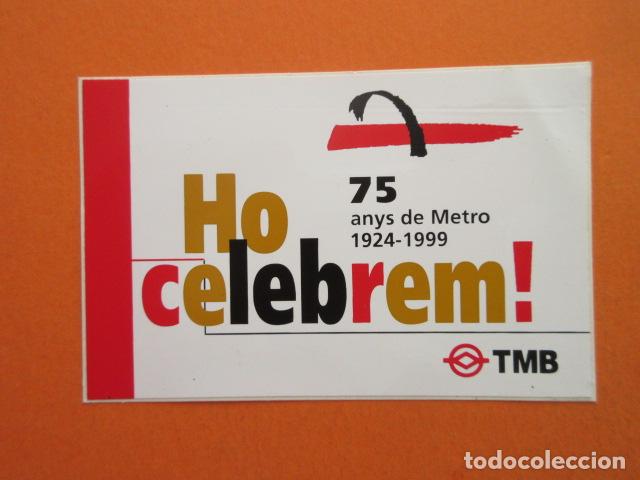 75
anys de Metro
1924-1999
Ho
celebrem!
TMB
todocoleccion